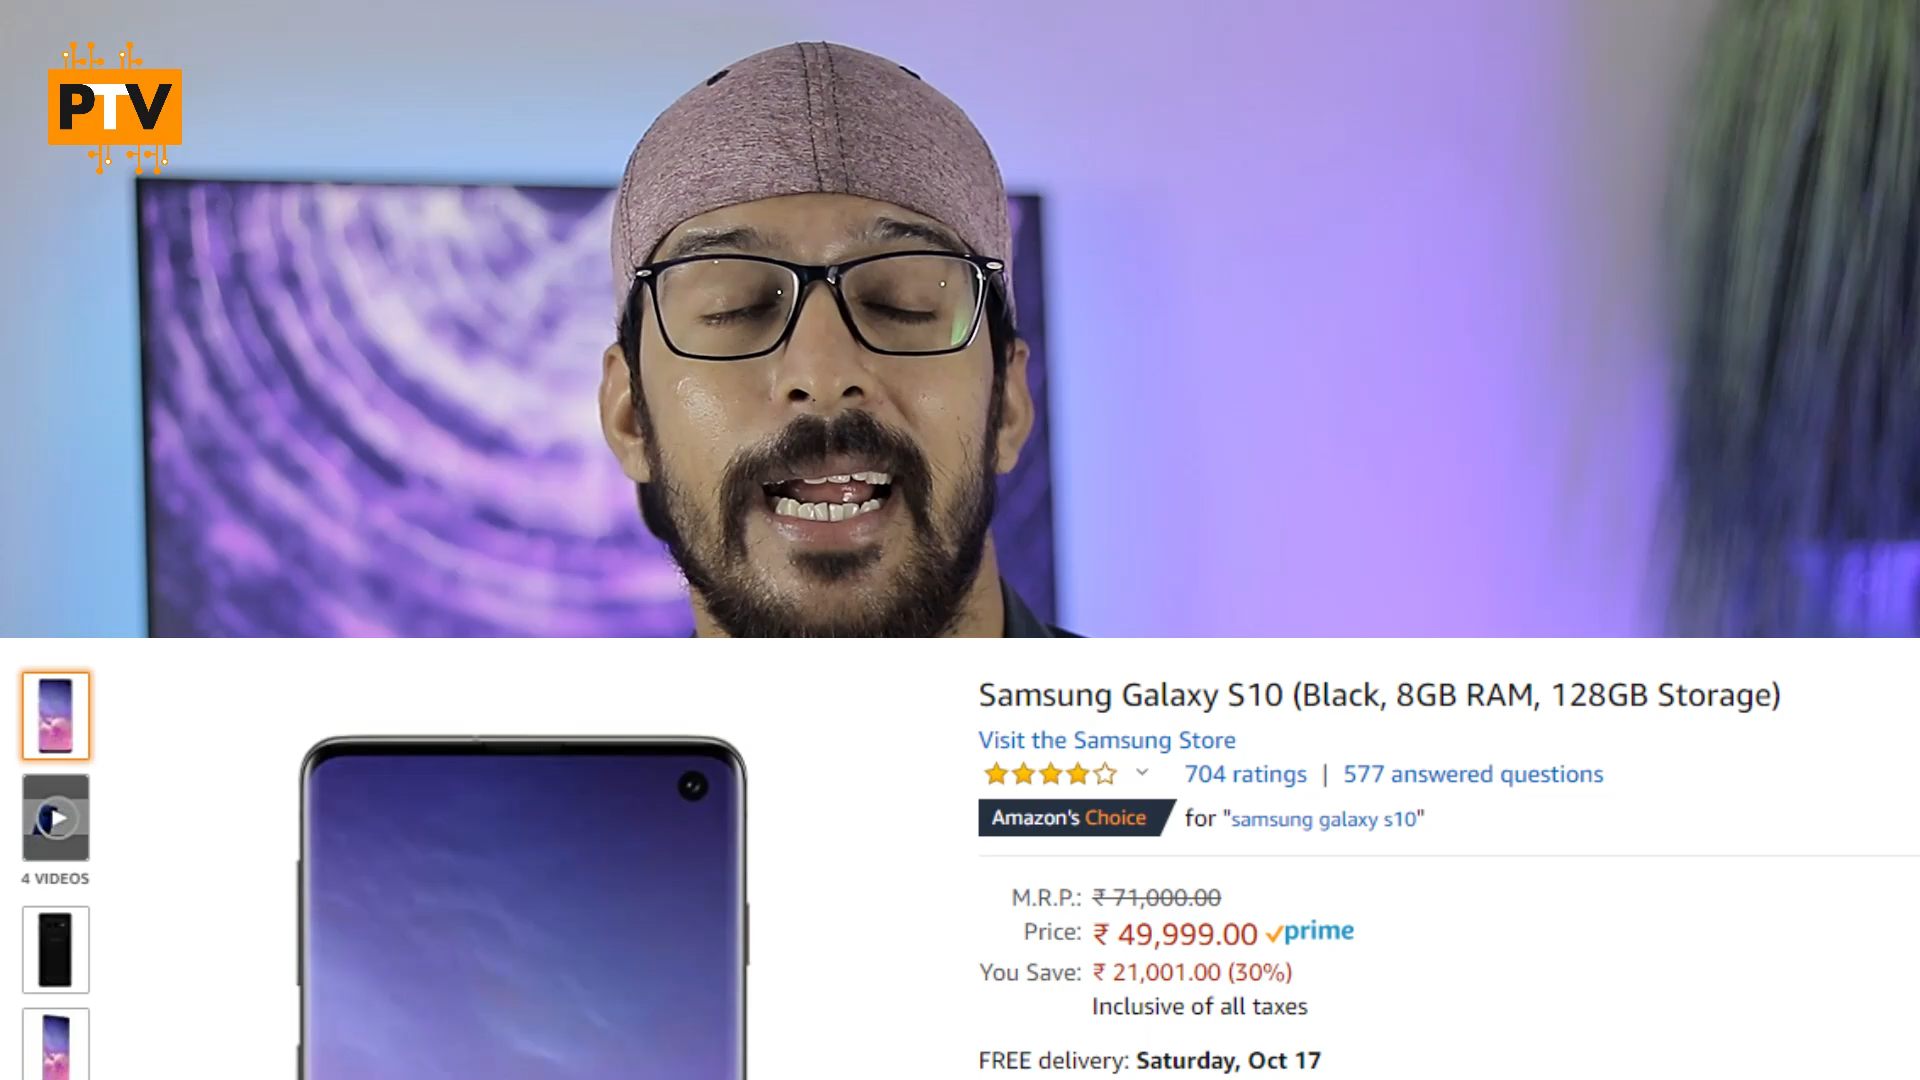 PTV
Samsung Galaxy S10 (Black, 8GB RAM, 128GB Storage)
Visit the Samsung Store
704 ratings | 577 answered questions
Amazon's Choice for "samsung galaxy s10"
M.R.P.: ₹ 71,000.00
Price: ₹ 49,999.00 prime
You Save: ₹ 21,001.00 (30%)
Inclusive of all taxes
FREE delivery: Saturday, Oct 17
4 VIDEOS